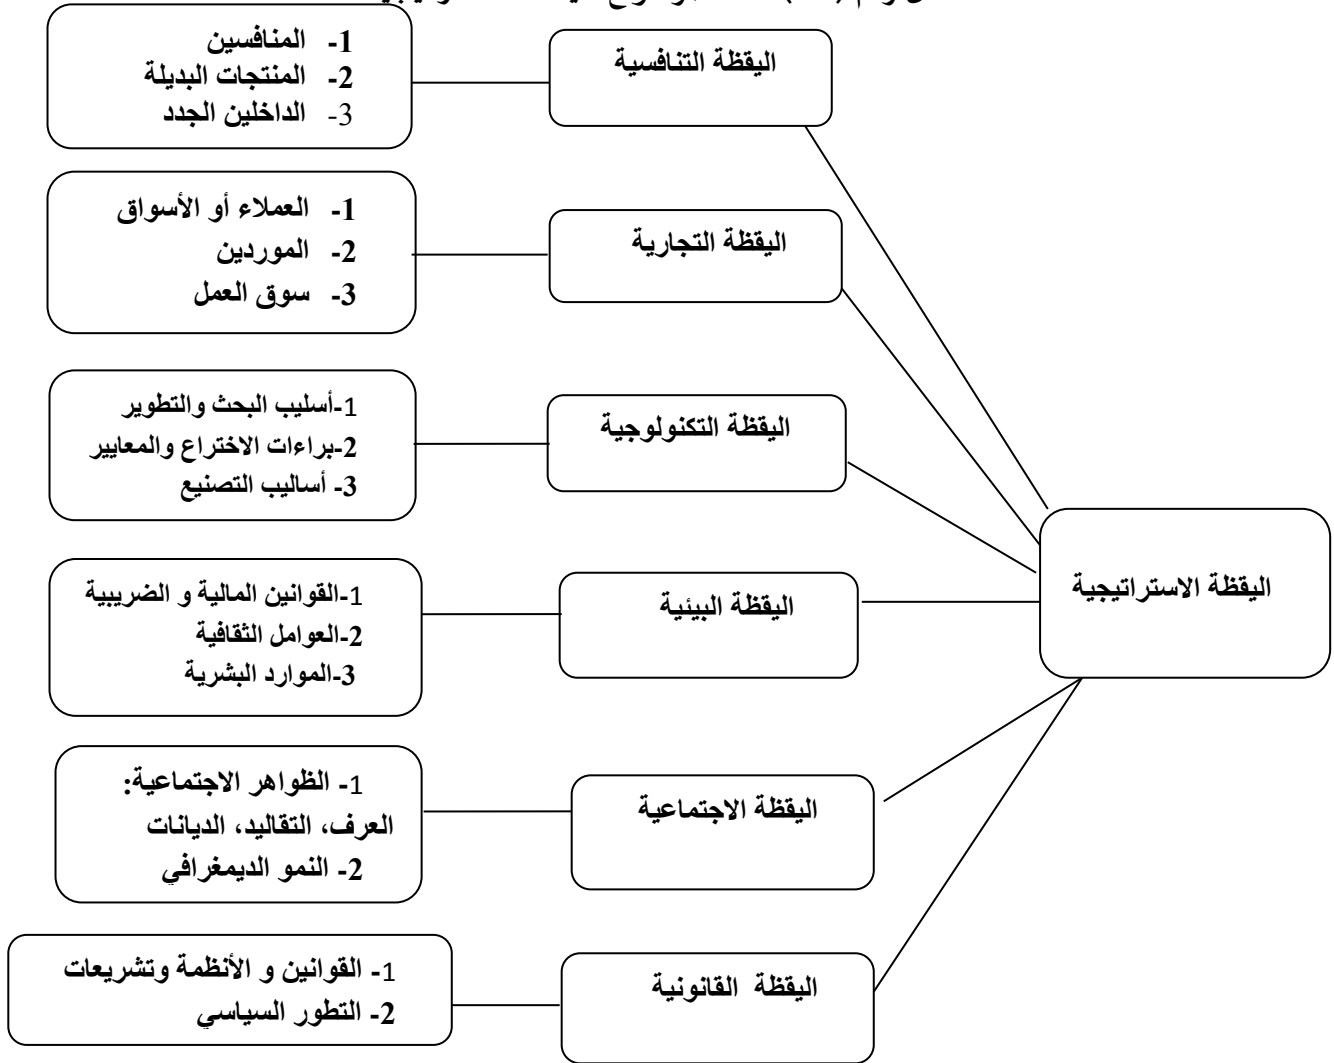 اليقظة الاستراتيجية
اليقظة التنافسية
1- المنافسين
2- المنتجات البديلة
3- الداخلين الجدد
اليقظة التجارية
1- العملاء أو الأسواق
2- الموردين
3- سوق العمل
اليقظة التكنولوجية
1-أسليب البحث والتطوير
2-براءات الاختراع والمعايير
3- أساليب التصنيع
اليقظة البيئية
1-القوانين المالية و الضريبية
2-العوامل الثقافية
3-الموارد البشرية
اليقظة الاجتماعية
1- الظواهر الاجتماعية:
العرف، التقاليد، الديانات
2- النمو الديمغرافي
اليقظة القانونية
1- القوانين و الأنظمة وتشريعات
2- التطور السياسي